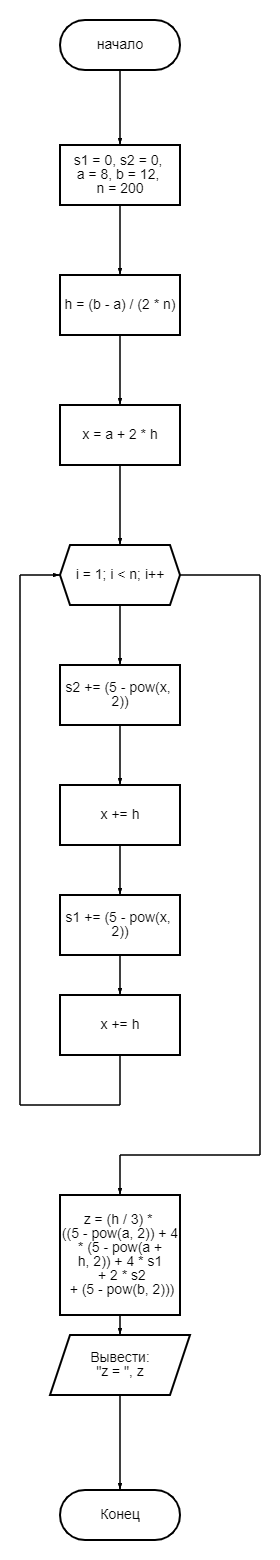 начало
s1 = 0, s2 = 0,
a = 8, b = 12,
n = 200
h = (b - a) / (2 * n)
x = a + 2 * h
i = 1; i < n; i++
s2 += (5 - pow(x,
2))
x += h
s1 += (5 - pow(x,
2))
x += h
z = (h / 3) *
((5 - pow(a, 2)) + 4
* (5 - pow(a +
h, 2)) + 4 * s1
+ 2 * s2
+ (5 - pow(b, 2)))
Вывести:
"z = ", z
Конец